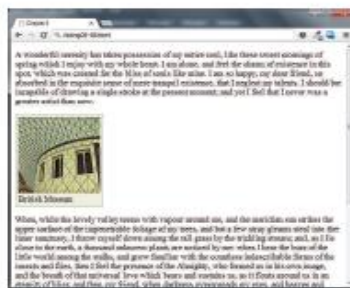 A wonderful serenity has taken possession of my entire soul, like these sweet mornings of
spring which I enjoy with my whole heart. I am alone, and feel the charm of existence in this
spot, which was created for the bliss of souls like mine. I am so happy, my dear friend, so
absorbed in the exquisite sense of mere tranquil existence, that I neglect my talents. I should be
incapable of drawing a single stroke at the present moment; and yet I feel that I never was a
greater artist than now.
British Museum
When, while the lovely valley teems with vapour around me, and the meridian sun strikes the
upper surface of the impenetrable foliage of my trees, and but a few stray gleams steal into the
inner sanctuary, I throw myself down among the tall grass by the trickling stream; and, as I lie
close to the earth, a thousand unknown plants are noticed by me: when I hear the buzz of the
little world among the stalks, and grow familiar with the countless indescribable forms of the
insects and flies, then I feel the presence of the Almighty, who formed us in his own image,
and the breath of that universal love which bears and sustains us, as it floats around us in an
eternity of bliss; and then, my friend, when darkness overspreads my eyes, and heaven and